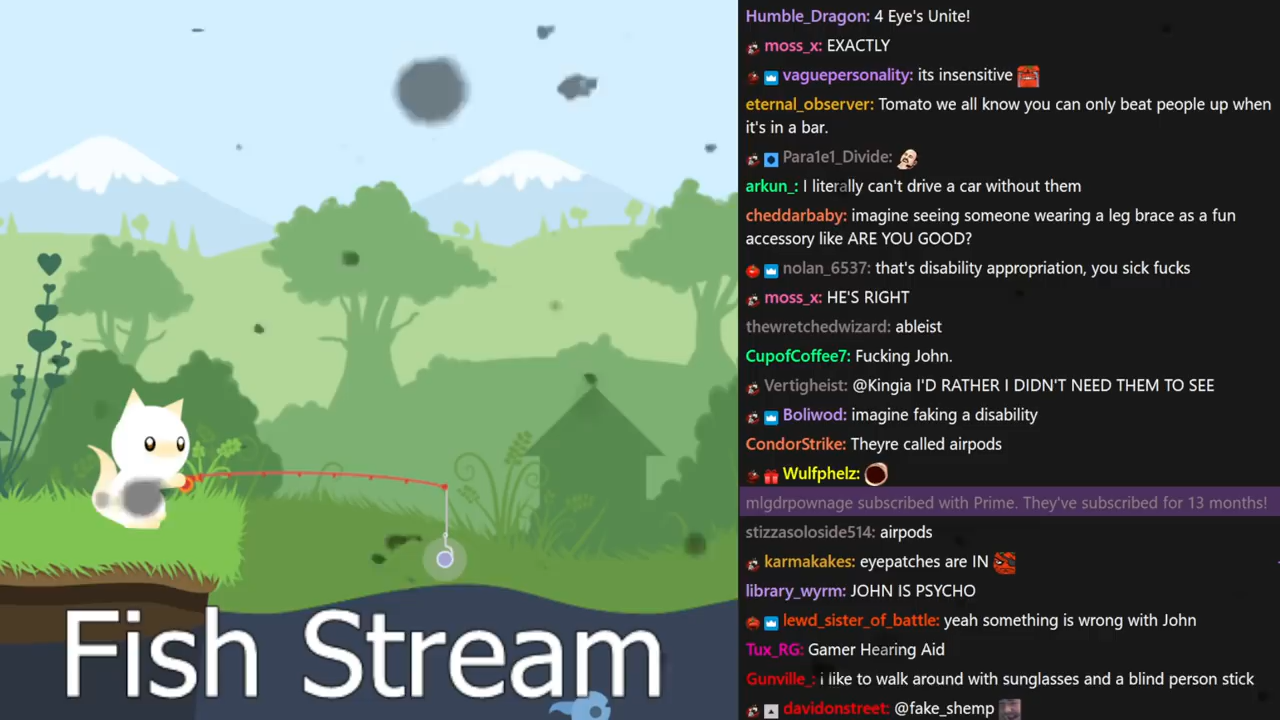 Humble_Dragon: 4 Eye's Unite!
moss_x: EXACTLY
vaguepersonality: its insensitive
eternal_observer: Tomato we all know you can only beat people up when
it's in a bar.
Para1e1_Divide:
arkun_: I literally can't drive a car without them
cheddarbaby: imagine seeing someone wearing a leg brace as a fun
accessory like ARE YOU GOOD?
nolan_6537: that's disability appropriation, you sick fucks
moss_x: HE'S RIGHT
thewretchedwizard: ableist
CupofCoffee7: Fucking John.
Vertigheist: @Kingia I'D RATHER I DIDN'T NEED THEM TO SEE
Boliwod: imagine faking a disability
CondorStrike: Theyre called airpods
Wulfphelz:
mlgdrpownage subscribed with Prime. They've subscribed for 13 months!
stizzasoloside514: airpods
karmakakes: eyepatches are IN
library_wyrm: JOHN IS PSYCHO
lewd_sister_of_battle: yeah something is wrong with John
Tux_RG: Gamer Hearing Aid
Gunville_: i like to walk around with sunglasses and a blind person stick
davidonstreet: @fake_shemp
Fish Stream